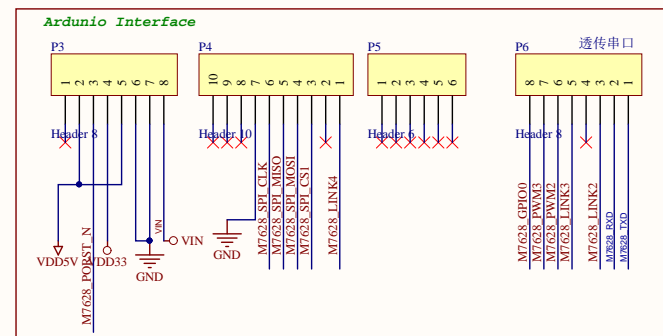 Ardunio Interface
P3
P4
P5
P6
透传串口
1 2 3 4 5 6 7 8
10 9 8 7 6 5 4 3 2 1
1 2 3 4 5 6
8 7 6 5 4 3 2 1
Header 8
Header 10
Header 6
Header 8
M7628_PORST_N
VIN
M7628_SPI_CLK
M7628_SPI_MISO
M7628_SPI_MOSI
M7628_SPI_CS1
M7628_LINK4
M7628_GPIO0
M7628_PWM3
M7628_PWM2
M7628_LINK3
M7628_LINK2
M7628_RXD
M7628_TXD
VDD5V
VDD33
VIN
GND
GND